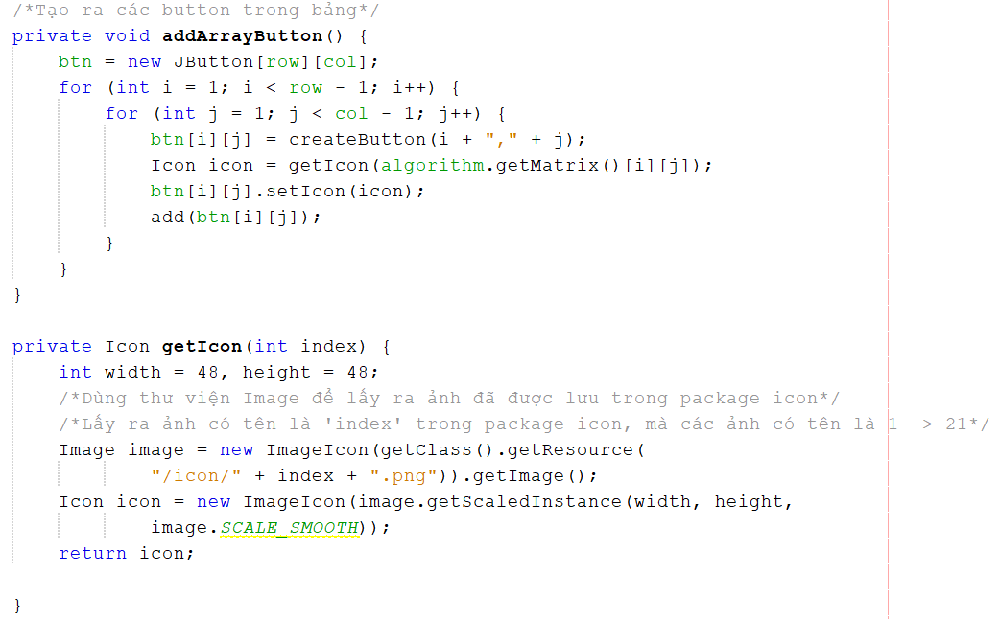 /*Tạo ra các button trong bảng*/
private void addArrayButton() {
    btn = new JButton[row][col];
    for (int i = 1; i < row - 1; i++) {
        for (int j = 1; j < col - 1; j++) {
            btn[i][j] = createButton(i + "," + j);
            Icon icon = getIcon(algorithm.getMatrix()[i][j]);
            btn[i][j].setIcon(icon);
            add(btn[i][j]);
        }
    }
}

private Icon getIcon(int index) {
    int width = 48, height = 48;
    /*Dùng thư viện Image để lấy ra ảnh đã được lưu trong package icon*/
    /*Lấy ra ảnh có tên là 'index' trong package icon, mà các ảnh có tên là 1 -> 21*/
    Image image = new ImageIcon(getClass().getResource(
            "/icon/" + index + ".png")).getImage();
    Icon icon = new ImageIcon(image.getScaledInstance(width, height,
            image.SCALE_SMOOTH));
    return icon;

}